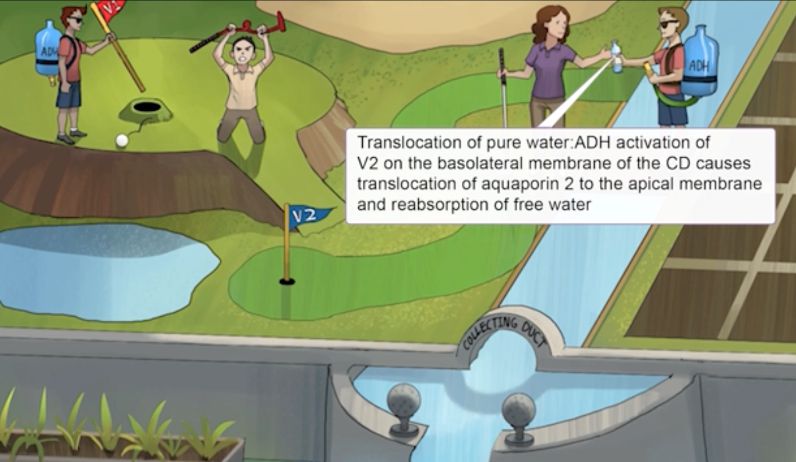 V1
ADH
ADH
Translocation of pure water:ADH activation of
V2 on the basolateral membrane of the CD causes
translocation of aquaporin 2 to the apical membrane
and reabsorption of free water
V2
COLLECTING DUCT